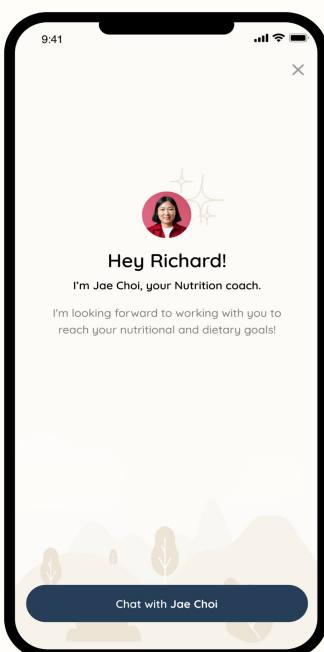 9:41
Hey Richard!
I'm Jae Choi, your Nutrition coach.
I'm looking forward to working with you to
reach your nutritional and dietary goals!
Chat with Jae Choi